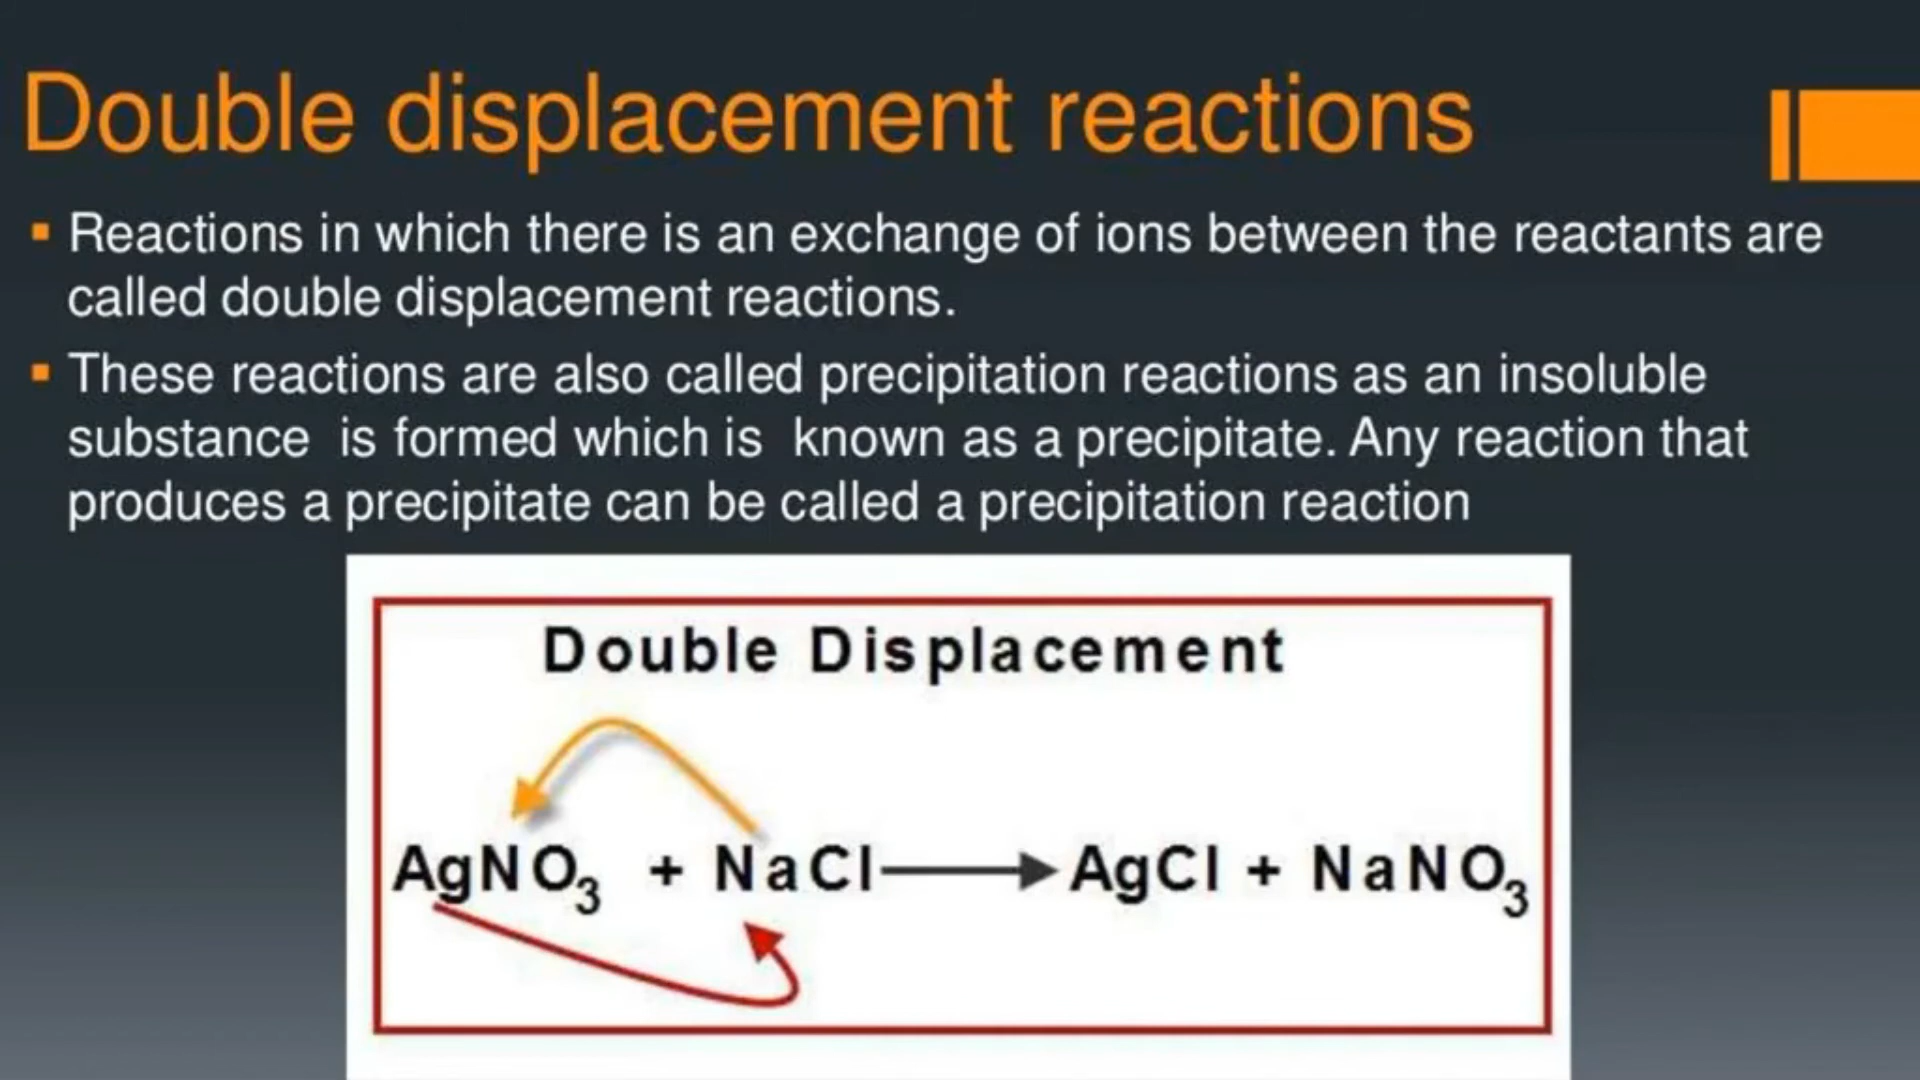 Double displacement reactions
Reactions in which there is an exchange of ions between the reactants are
called double displacement reactions.
These reactions are also called precipitation reactions as an insoluble
substance is formed which is known as a precipitate. Any reaction that
produces a precipitate can be called a precipitation reaction
Double Displacement
AgNO₃ + NaCl → AgCl + NaNO₃